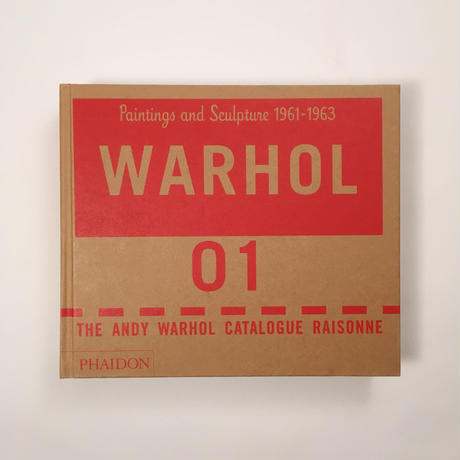 Paintings and Sculpture 1961-1963
WARHOL
01
THE ANDY WARHOL CATALOGUE RAISONNE
PHAIDON